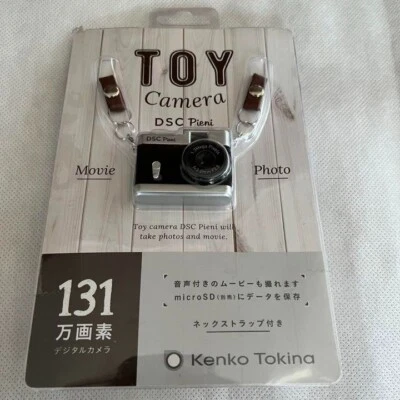 TOY
Camera
DSC Pieni
DSC Pieni
Movie
Photo
Toy camera DSC Pieni will
take photos and movie.
131
万画素
デジタルカメラ
音声付きのムービーも撮れます
microSD(別売)にデータを保存
ネックストラップ付き
Kenko Tokina